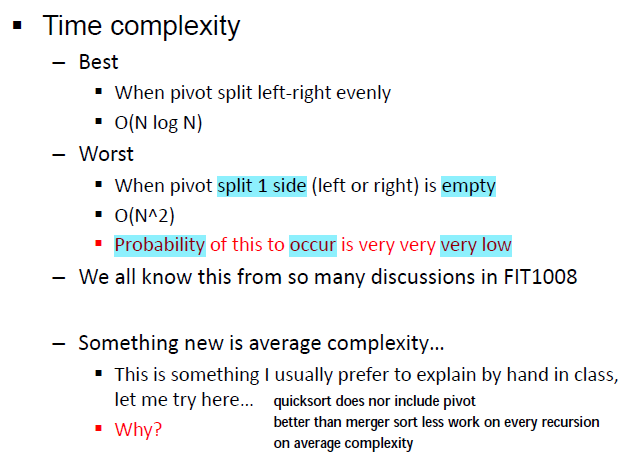 ▪ Time complexity
– Best
▪ When pivot split left-right evenly
▪ O(N log N)
– Worst
▪ When pivot split 1 side (left or right) is empty
▪ O(N^2)
▪ Probability of this to occur is very very very low
– We all know this from so many discussions in FIT1008
– Something new is average complexity…
▪ This is something I usually prefer to explain by hand in class,
let me try here…
▪ Why?
quicksort does nor include pivot
better than merger sort less work on every recursion
on average complexity